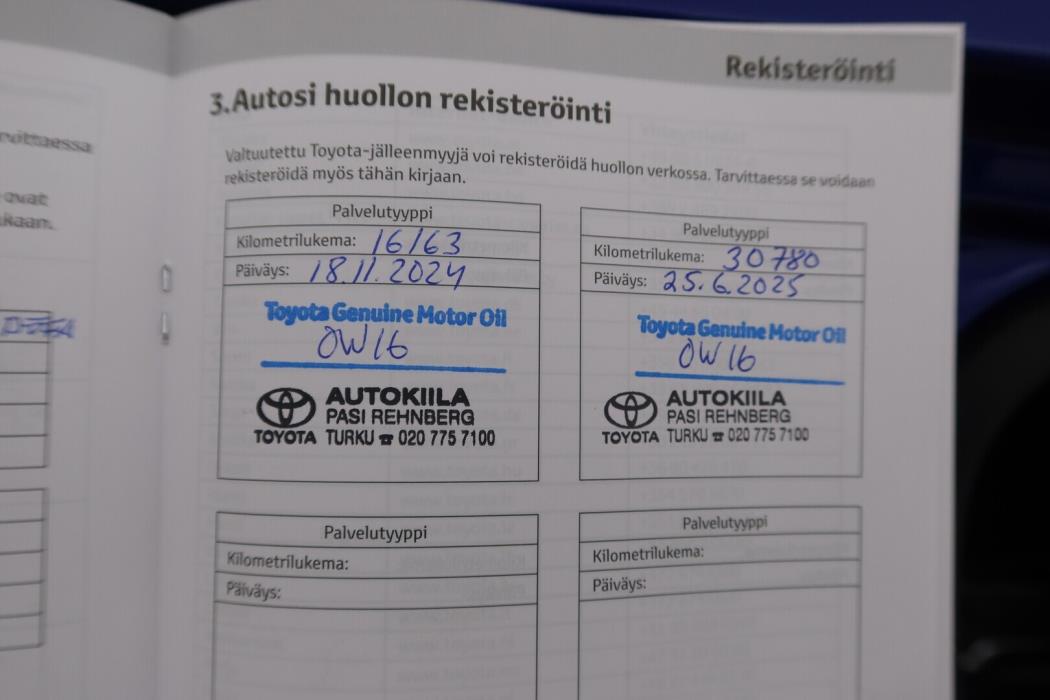 Rekisteröinti
3. Autosi huollon rekisteröinti
Valtuutettu Toyota-jälleenmyyjä voi rekisteröidä huollon verkossa. Tarvittaessa se voidaan
rekisteröidä myös tähän kirjaan.
Palvelutyyppi
Kilometrilukema: 16163
Päiväys: 18.11.2024
Toyota Genuine Motor Oil
0W16
AUTOKIILA
PASI REHNBERG
TOYOTA TURKU ☎ 020 775 7100
Palvelutyyppi
Kilometrilukema: 30780
Päiväys: 25.6.2025
Toyota Genuine Motor Oil
0W16
AUTOKIILA
PASI REHNBERG
TOYOTA TURKU ☎ 020 775 7100
Palvelutyyppi
Kilometrilukema:
Päiväys:
Palvelutyyppi
Kilometrilukema:
Päiväys: